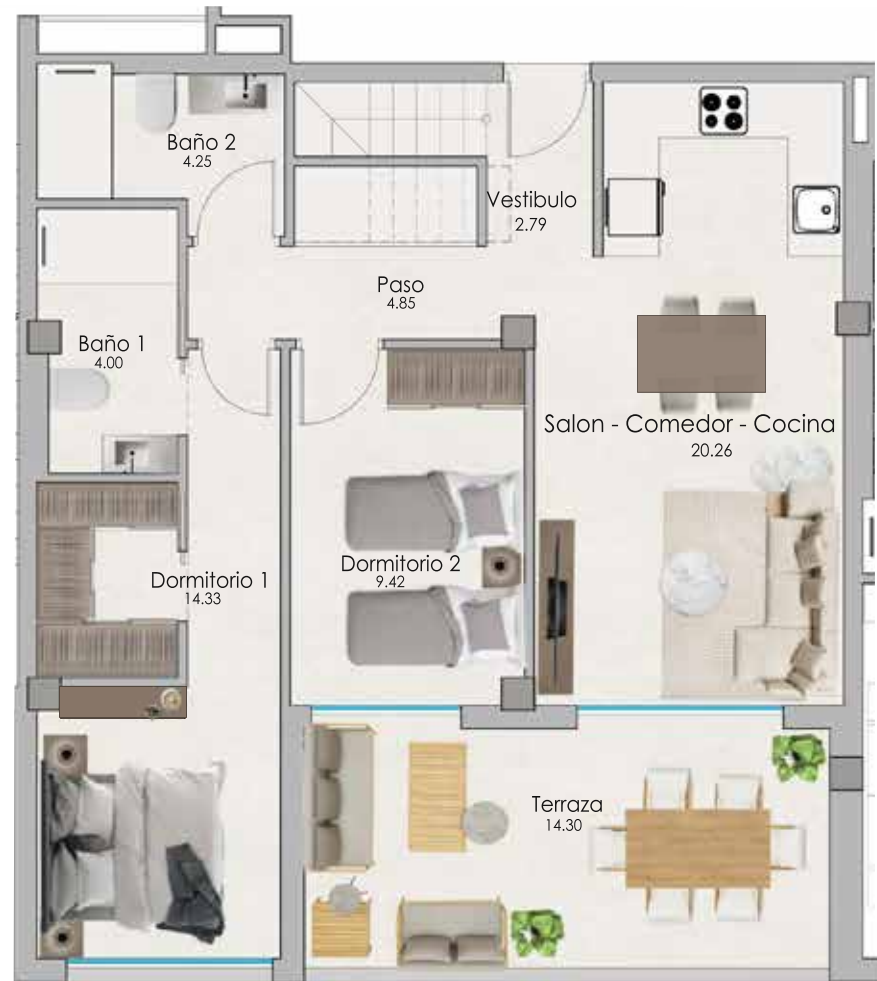 Baño 2
4.25
Vestibulo
2.79
Paso
4.85
Baño 1
4.00
Salon - Comedor - Cocina
20.26
Dormitorio 2
9.42
Dormitorio 1
14.33
Terraza
14.30